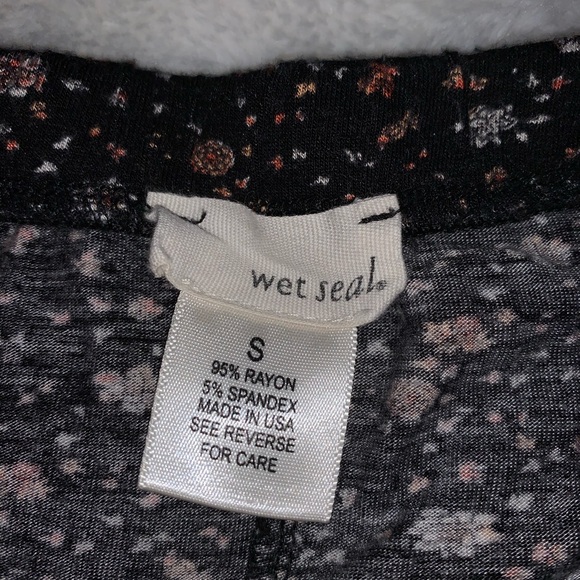 wet seal.
S
95% RAYON
5% SPANDEX
MADE IN USA
SEE REVERSE
FOR CARE